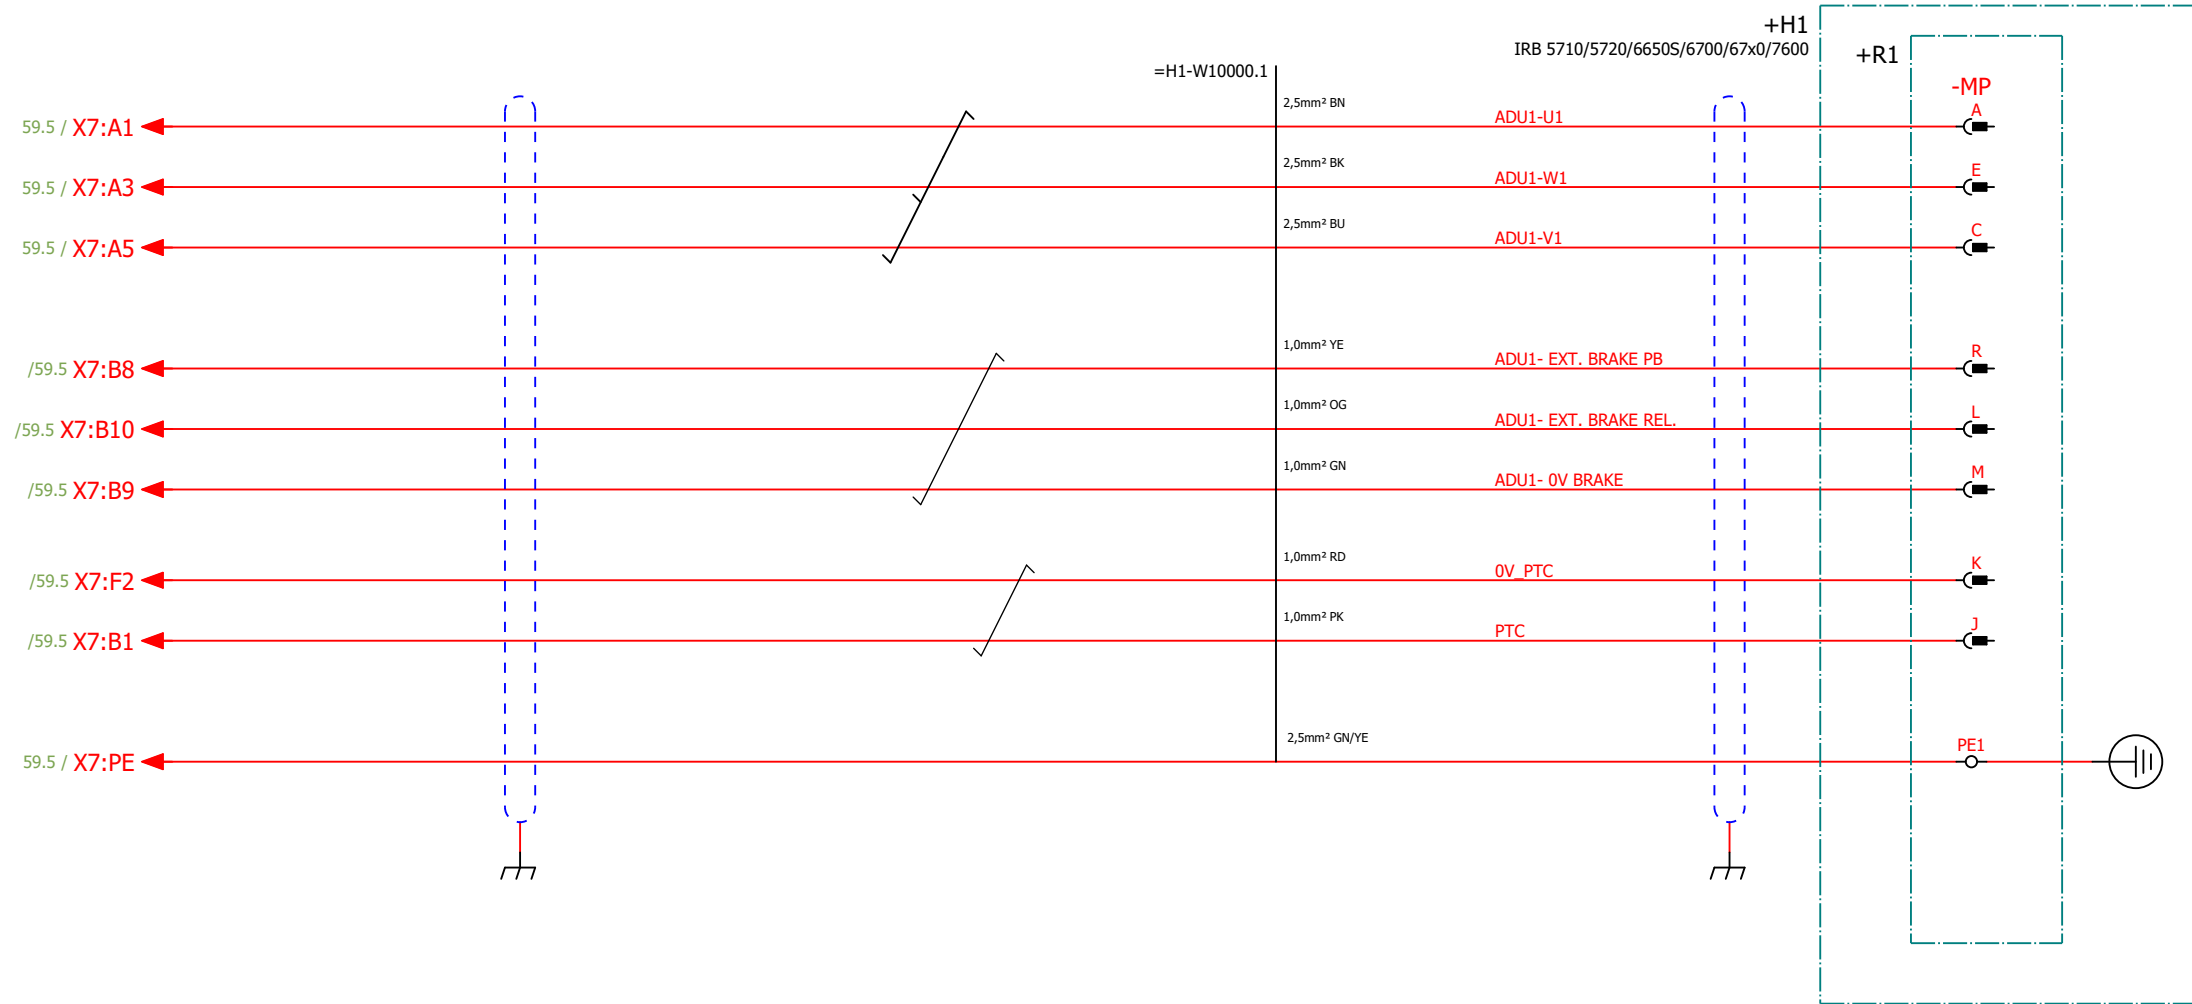 +H1
IRB 5710/5720/6650S/6700/67x0/7600
+R1
=H1-W10000.1
-MP
59.5 / X7:A1 2,5mm² BN ADU1-U1 A
59.5 / X7:A3 2,5mm² BK ADU1-W1 E
59.5 / X7:A5 2,5mm² BU ADU1-V1 C
/59.5 X7:B8 1,0mm² YE ADU1- EXT. BRAKE PB R
/59.5 X7:B10 1,0mm² OG ADU1- EXT. BRAKE REL. L
/59.5 X7:B9 1,0mm² GN ADU1- 0V BRAKE M
/59.5 X7:F2 1,0mm² RD 0V_PTC K
/59.5 X7:B1 1,0mm² PK PTC J
59.5 / X7:PE 2,5mm² GN/YE PE1